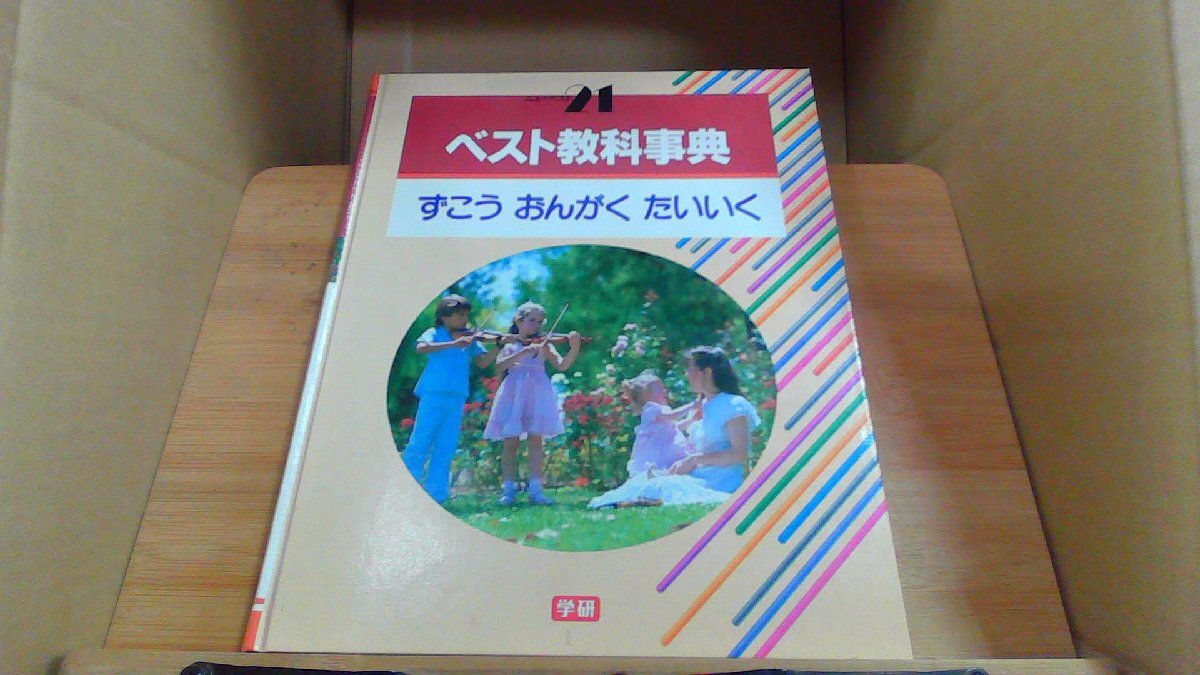 21
ベスト教科事典
ずこう おんがく たいいく
学研